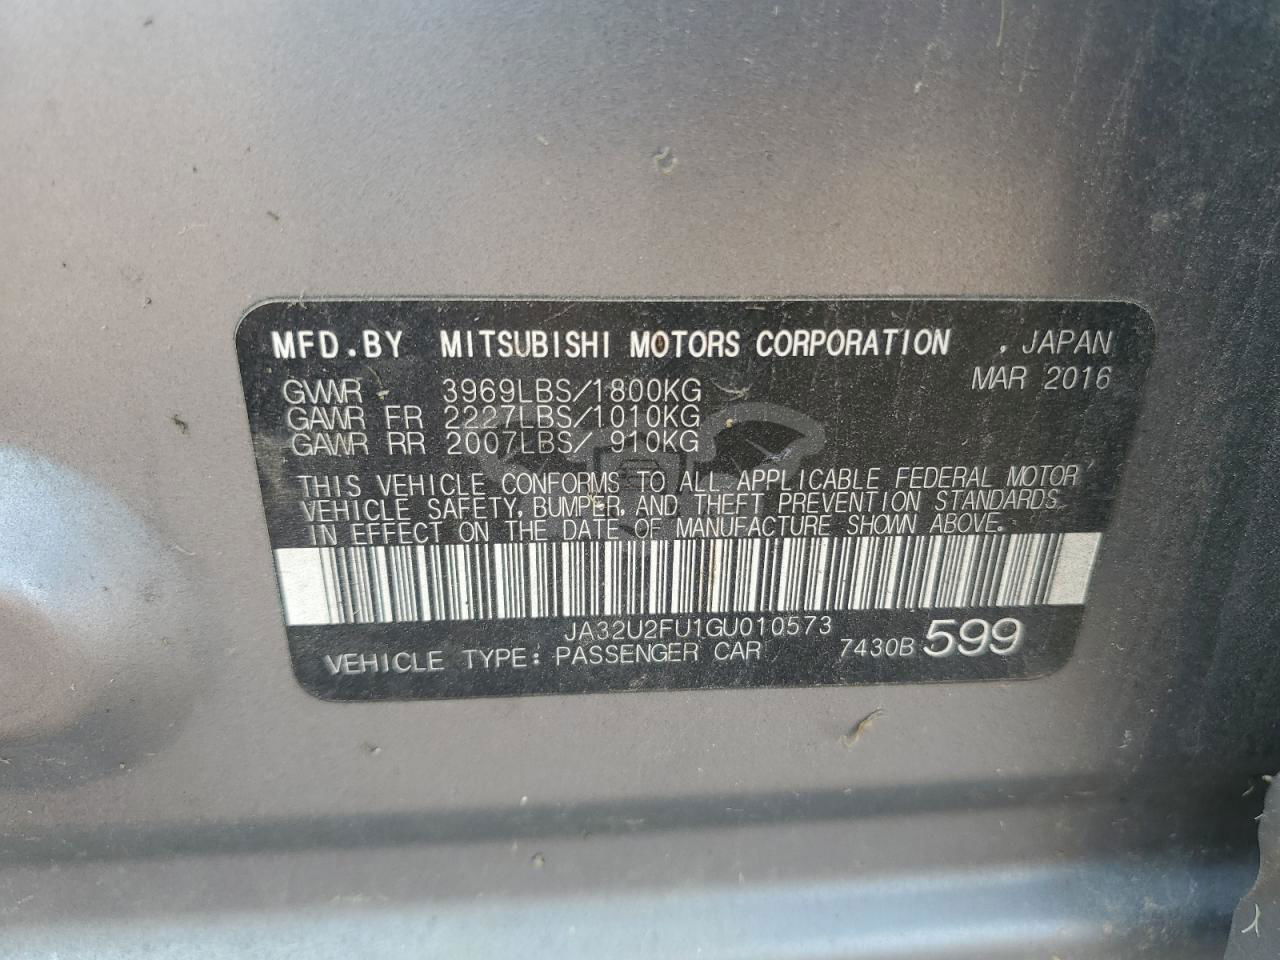 MFD.BY MITSUBISHI MOTORS CORPORATION , JAPAN
MAR 2016
GVWR 3969LBS/1800KG
GAWR FR 2227LBS/1010KG
GAWR RR 2007LBS/ 910KG
THIS VEHICLE CONFORMS TO ALL APPLICABLE FEDERAL MOTOR
VEHICLE SAFETY, BUMPER, AND THEFT PREVENTION STANDARDS
IN EFFECT ON THE DATE OF MANUFACTURE SHOWN ABOVE.
JA32U2FU1GU010573
VEHICLE TYPE: PASSENGER CAR 7430B 599